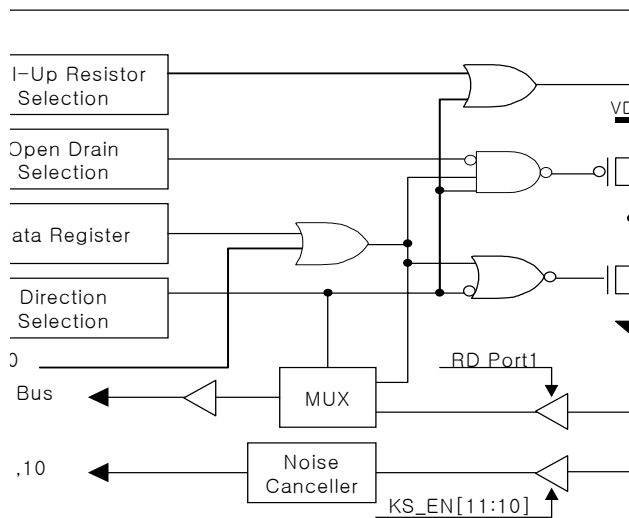 l-Up Resistor
Selection
VD
Open Drain
Selection
ata Register
Direction
Selection
0
RD Port1
Bus
MUX
,10
Noise
Canceller
KS_EN[11:10]